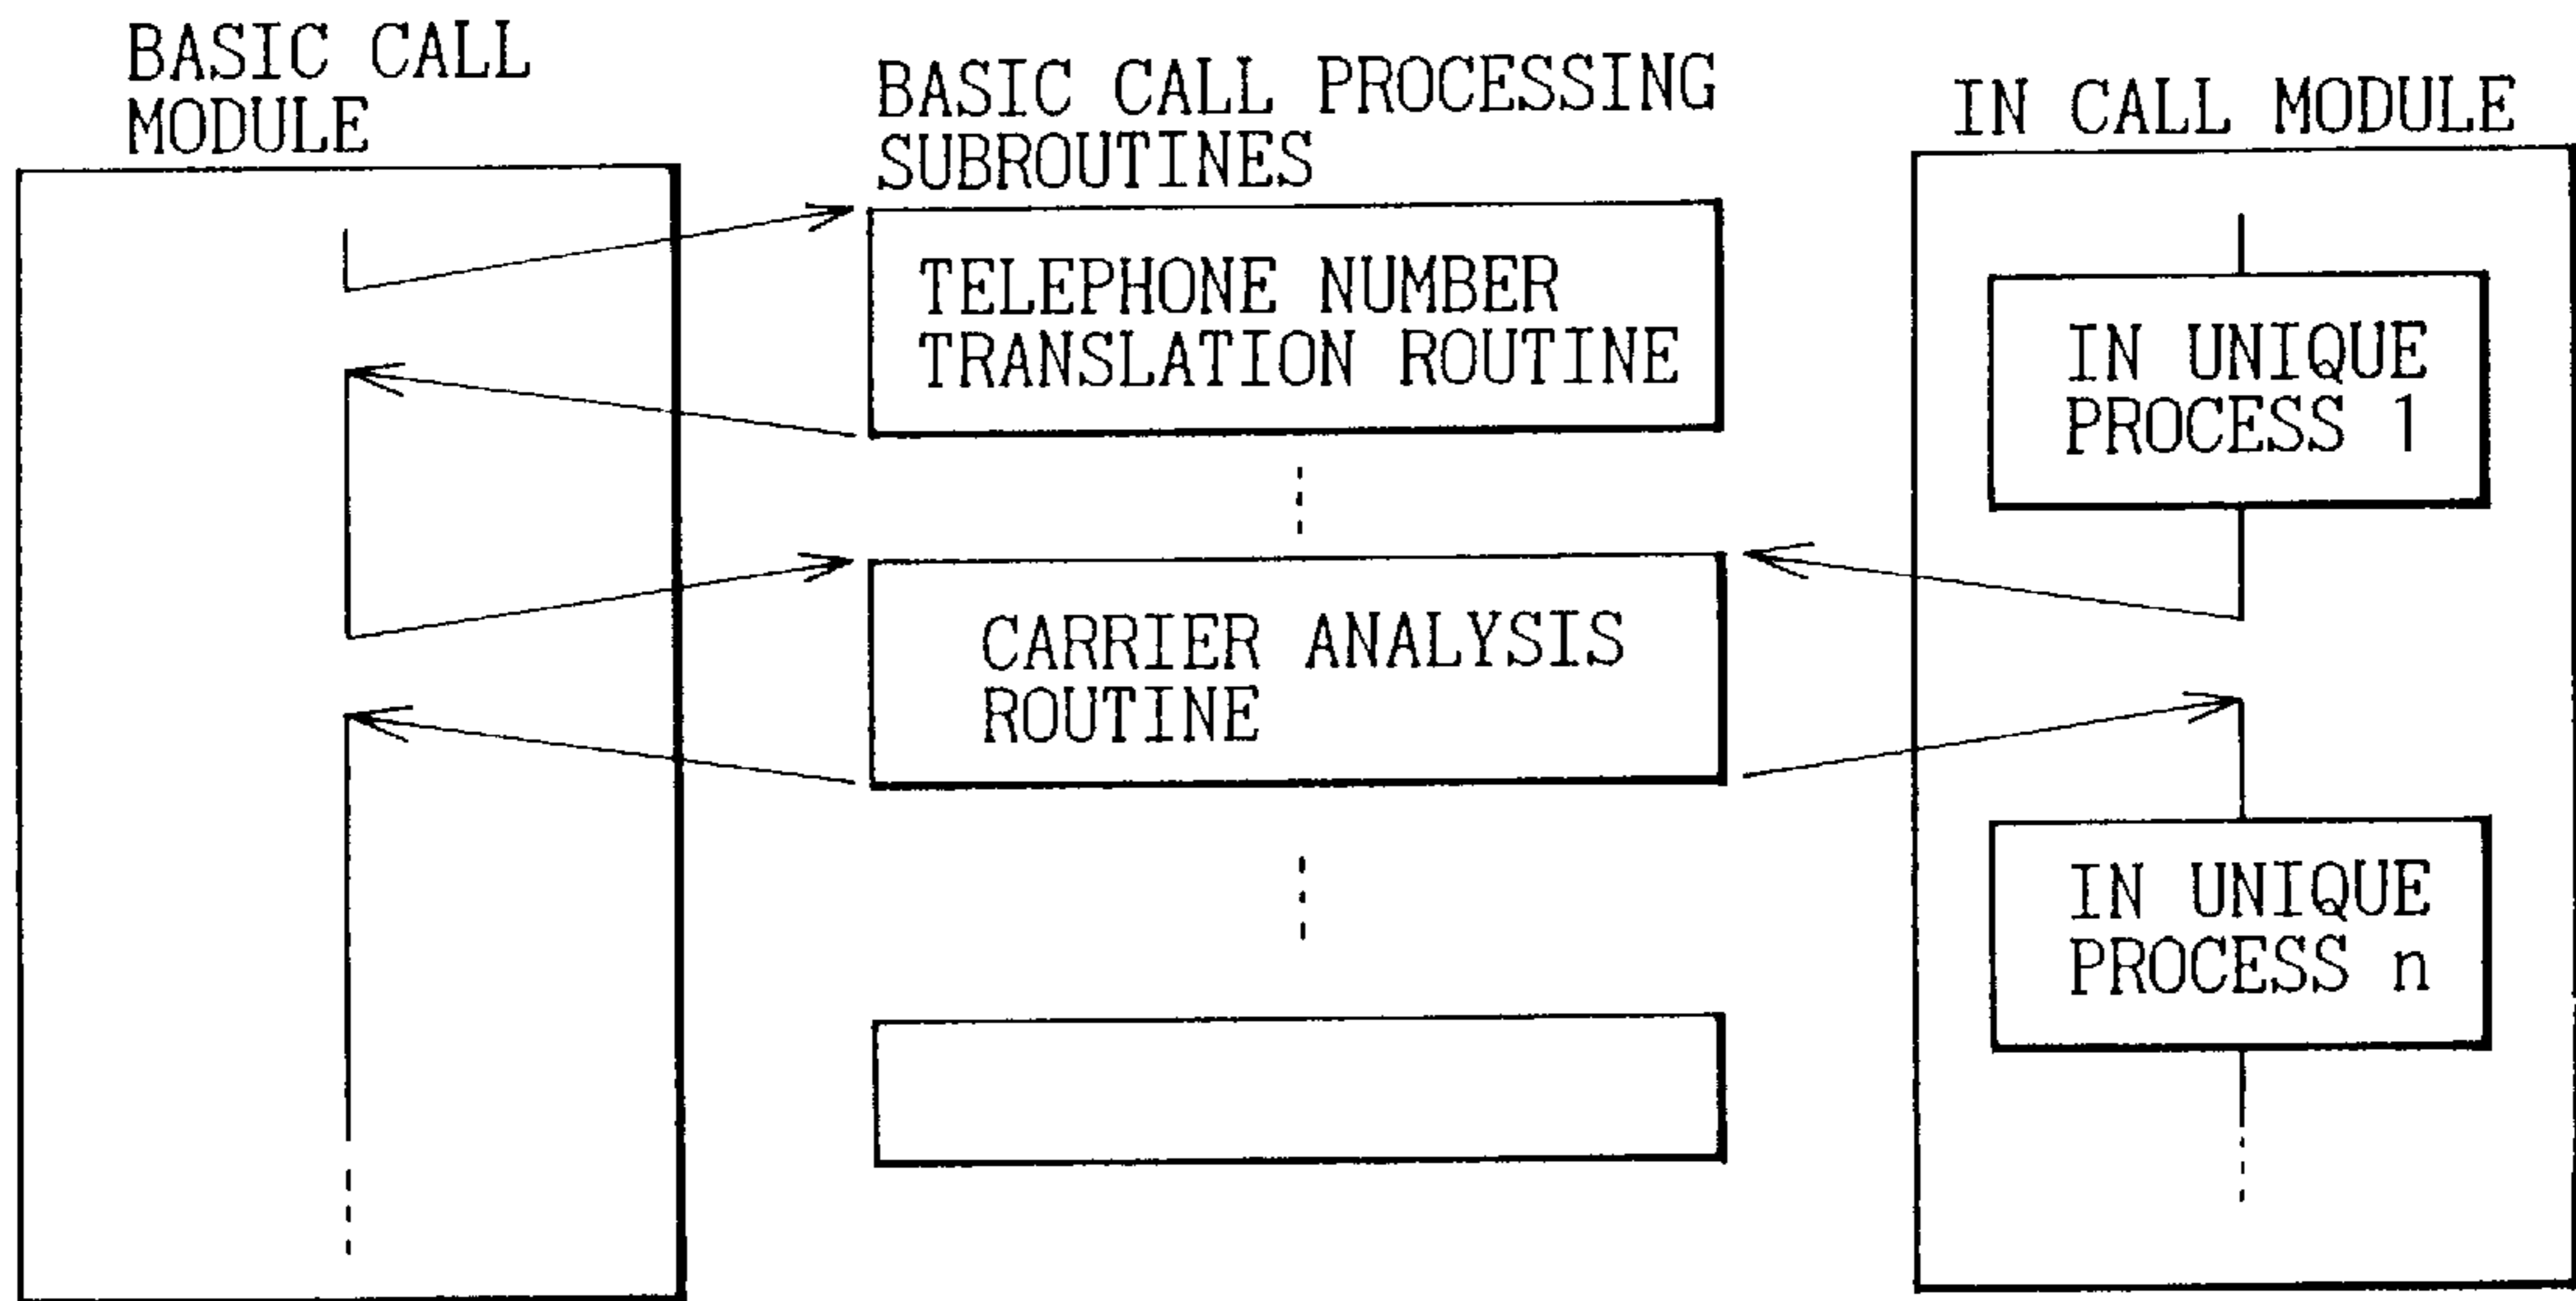 BASIC CALL
MODULE
BASIC CALL PROCESSING
SUBROUTINES
IN CALL MODULE
TELEPHONE NUMBER
TRANSLATION ROUTINE
IN UNIQUE
PROCESS 1
CARRIER ANALYSIS
ROUTINE
IN UNIQUE
PROCESS n